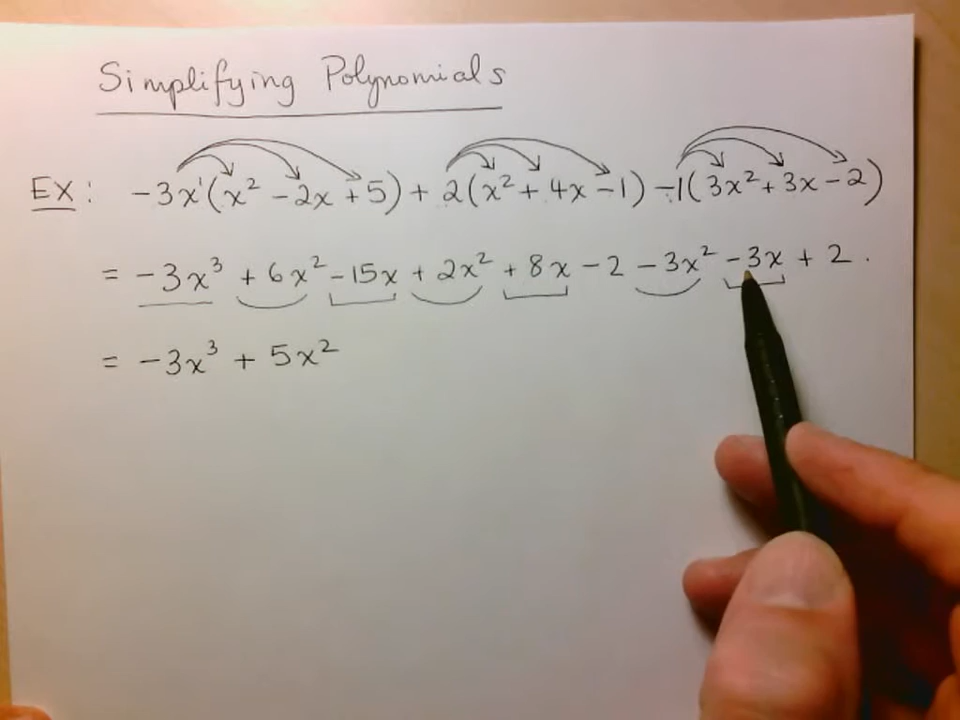 Simplifying Polynomials
EX: -3x¹(x² -2x +5) + 2(x² + 4x -1) -1(3x² + 3x -2)
= -3x³ + 6x² -15x + 2x² + 8x -2 -3x² -3x + 2.
= -3x³ + 5x²